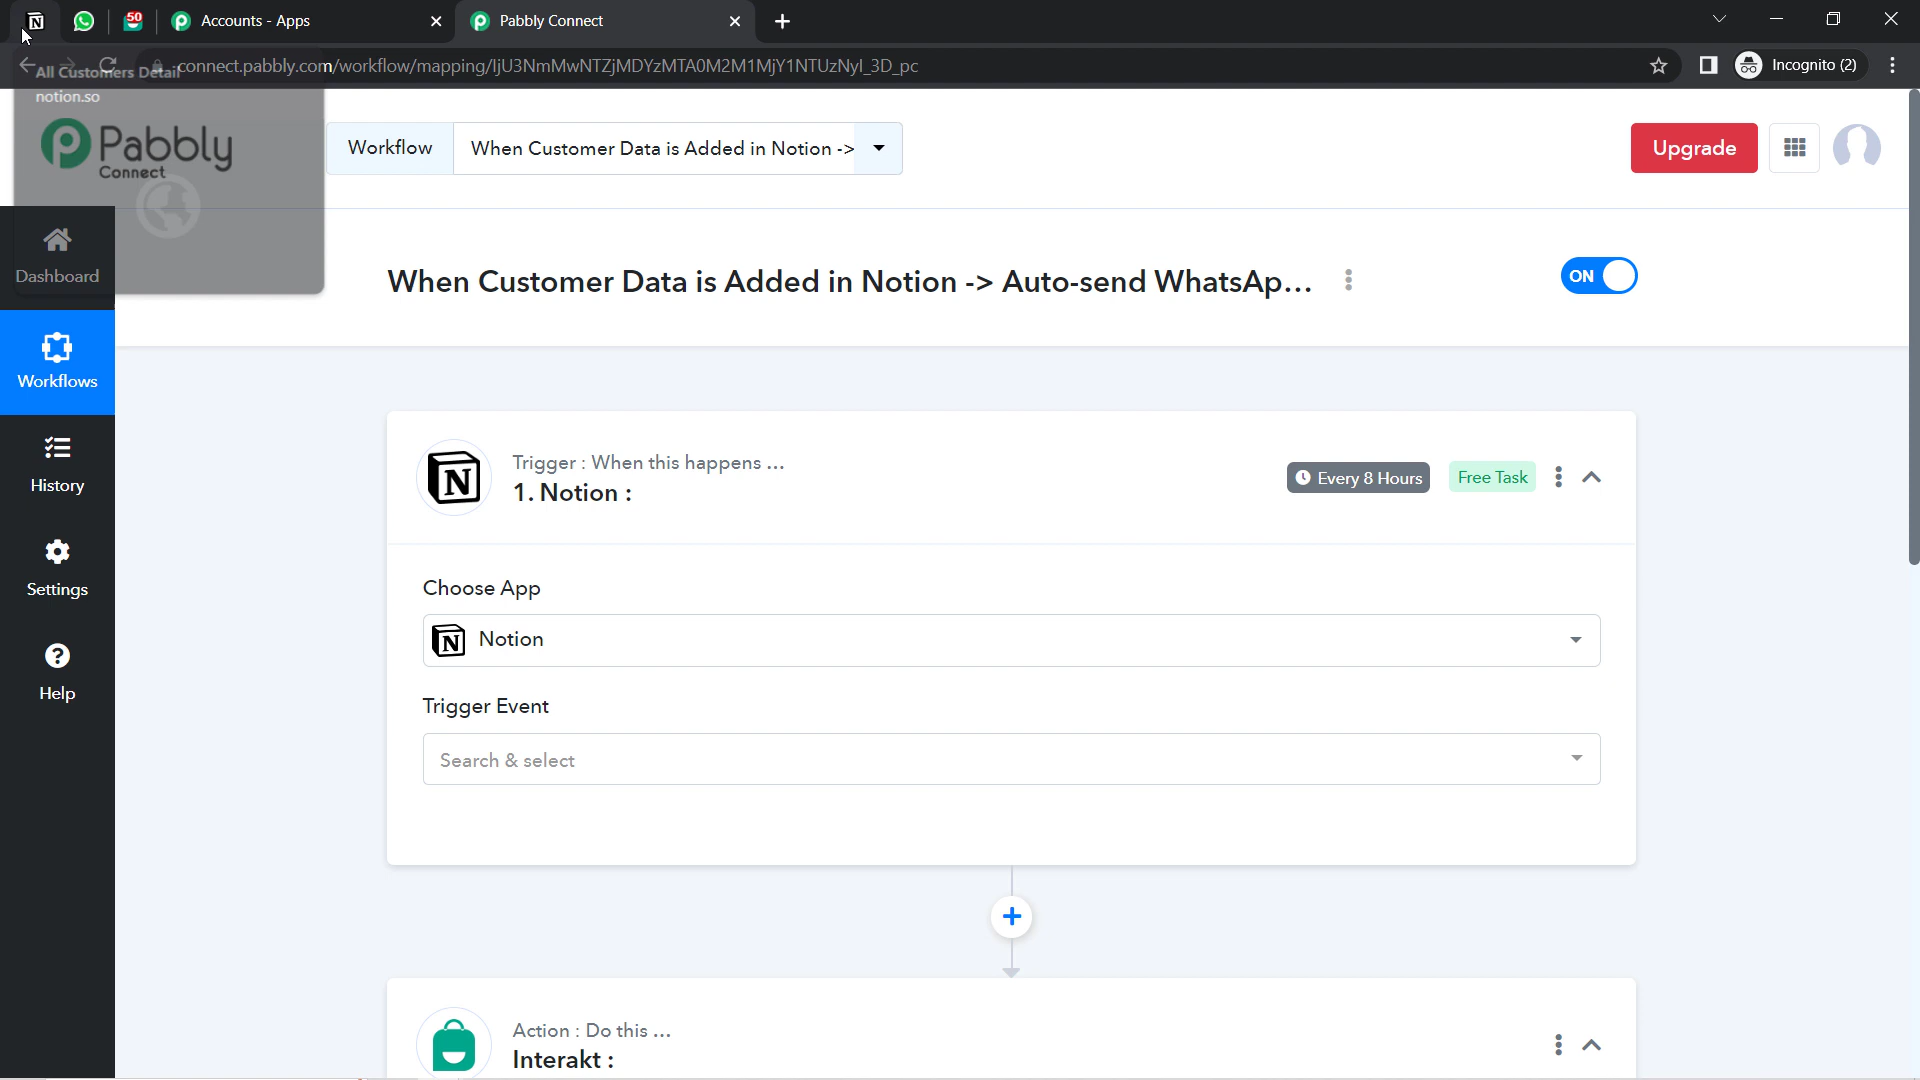 50
Accounts - Apps
Pabbly Connect
connect.pabbly.com/workflow/mapping/IjU3NmMwNTZjMDYzMTA0M2M1MjY1NTUzNyI_3D_pc
Incognito (2)
All Customers Detail
notion.so
Pabbly
Connect
Workflow
When Customer Data is Added in Notion ->
Upgrade
Dashboard
When Customer Data is Added in Notion -> Auto-send WhatsAp...
ON
Workflows
Trigger : When this happens ...
1. Notion :
Every 8 Hours
Free Task
History
Settings
Choose App
Notion
Help
Trigger Event
Search & select
Action : Do this ...
Interakt :